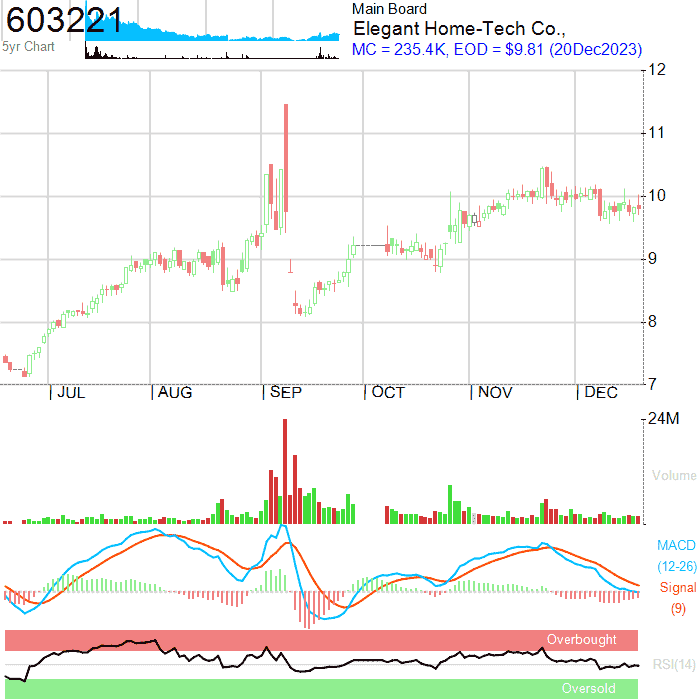 603221
5yr Chart
Main Board
Elegant Home-Tech Co.,
MC = 235.4K, EOD = $9.81 (20Dec2023)
12
11
10
9
8
7
JUL
AUG
SEP
OCT
NOV
DEC
24M
Volume
MACD
(12-26)
Signal
(9)
Overbought
RSI(14)
Oversold